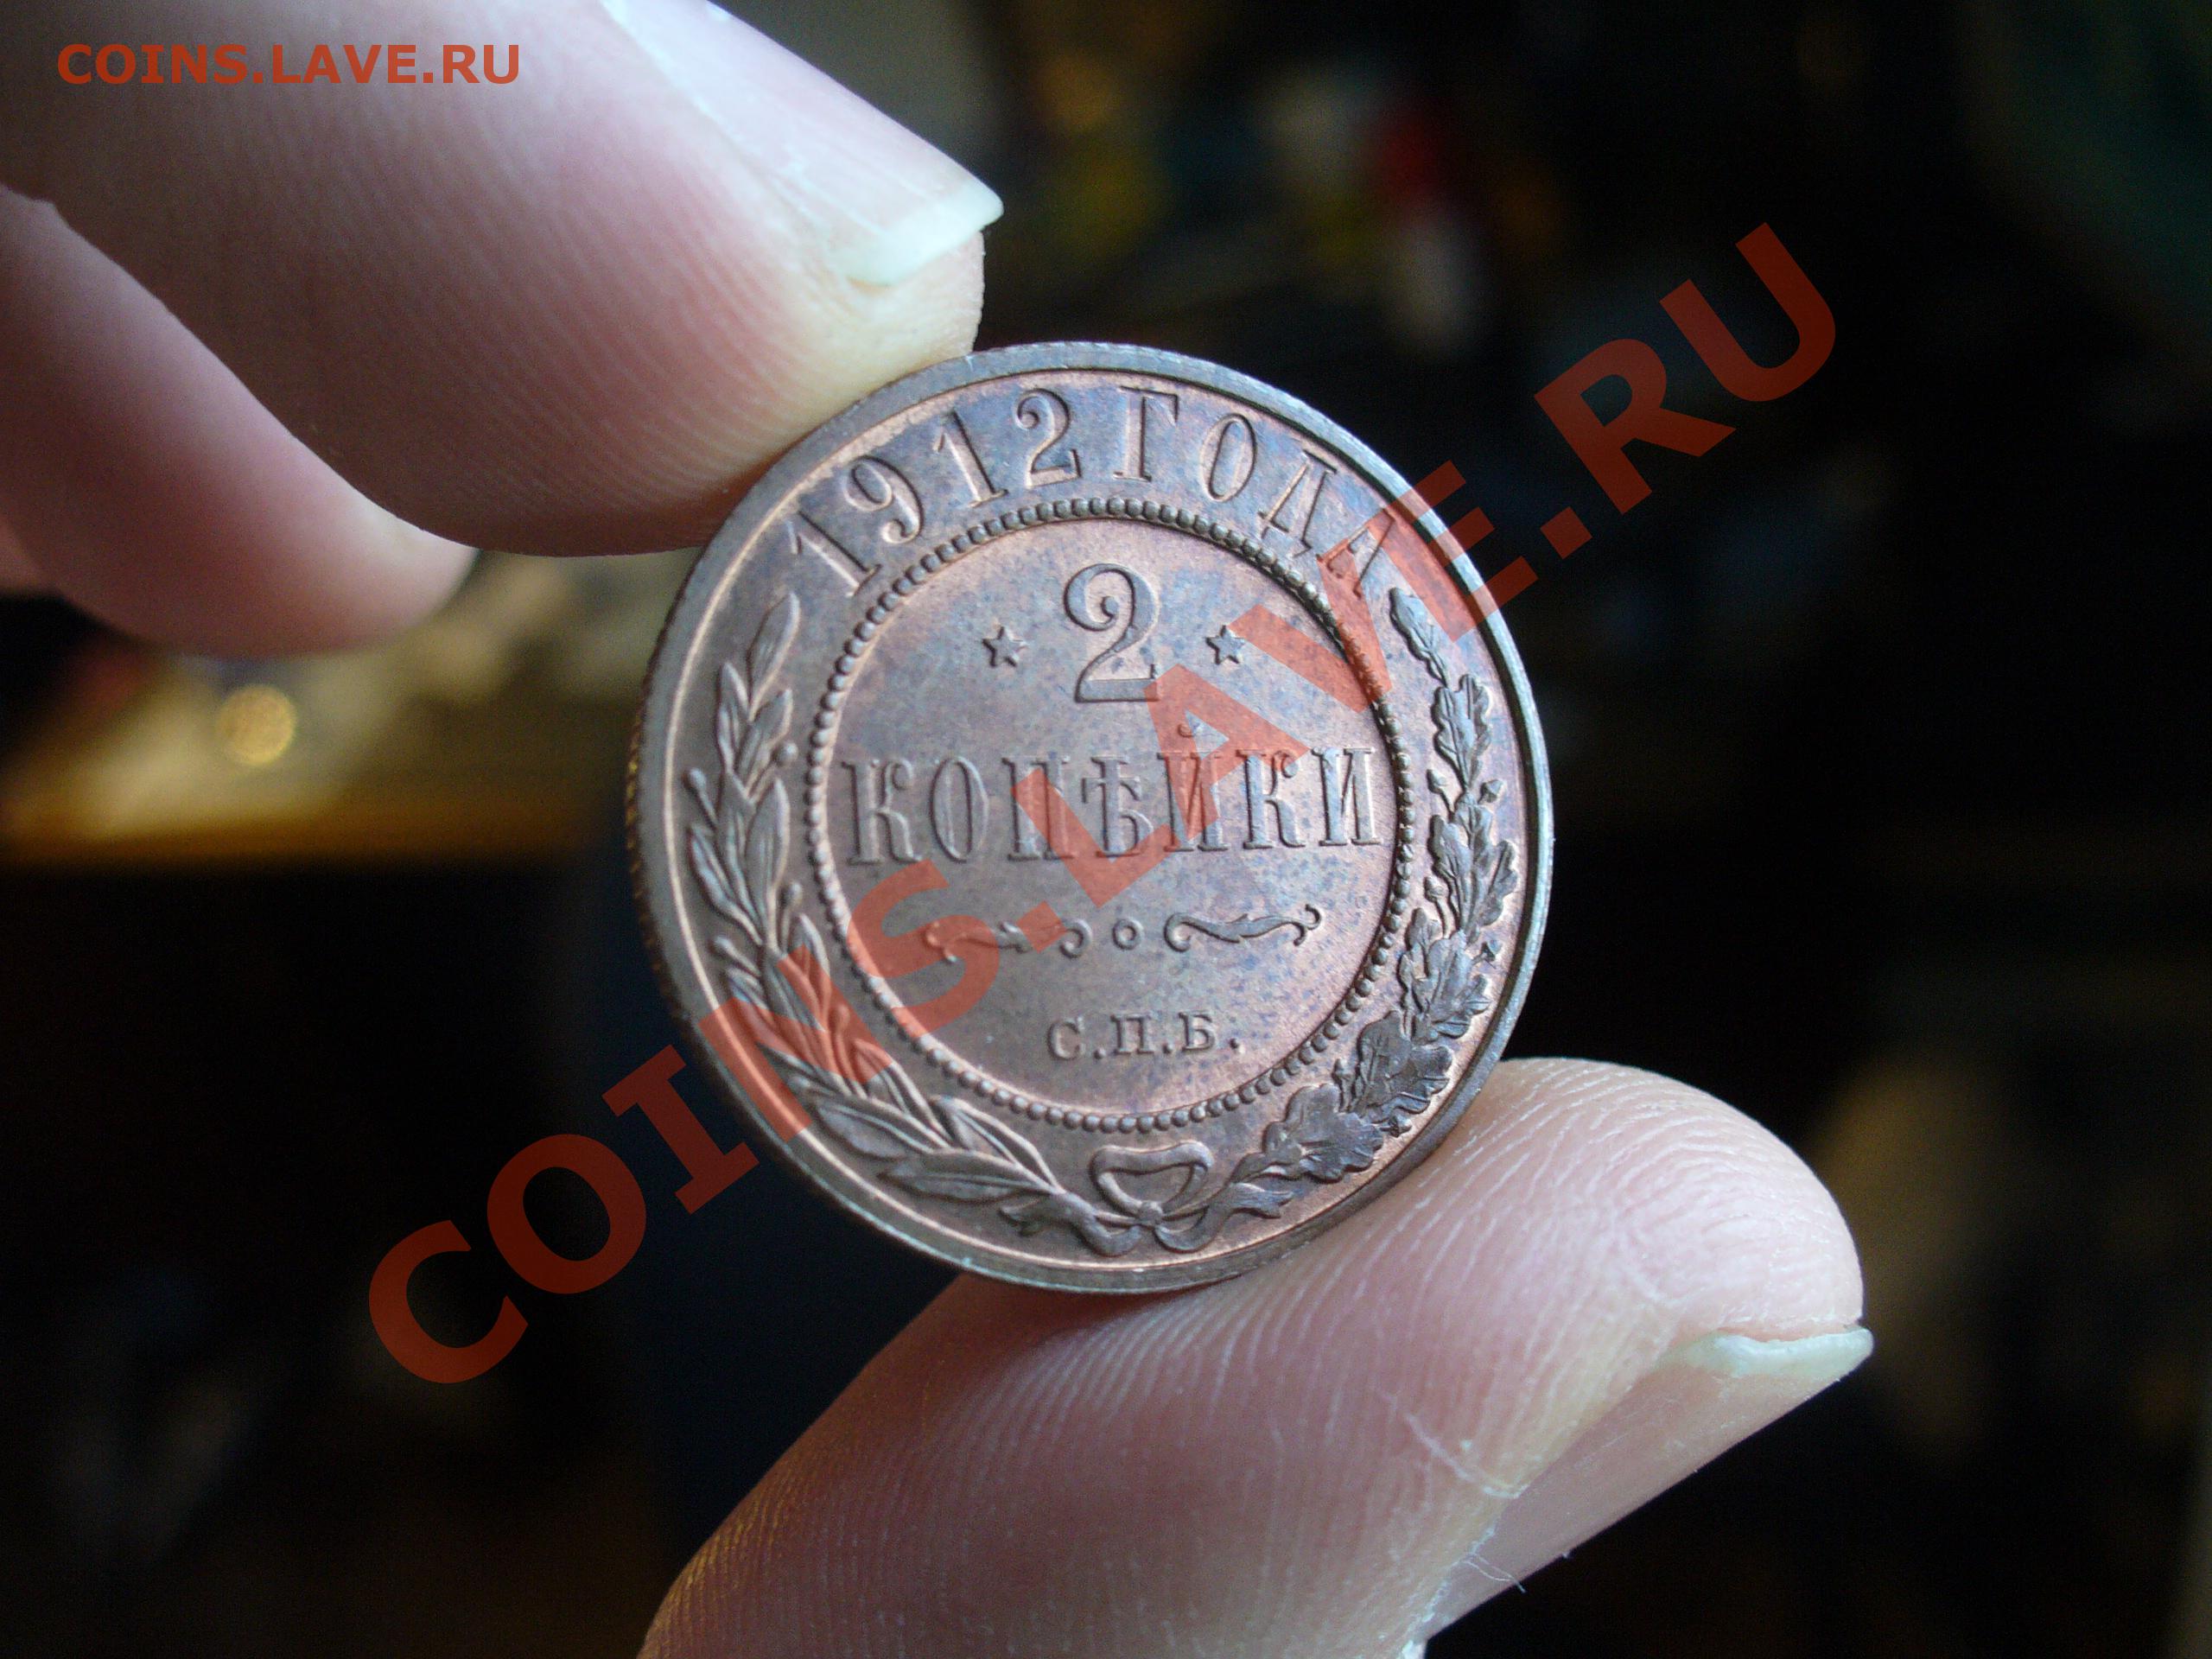 COINS.LAVE.RU
1912 ГОДА
2
КОПѢЙКИ
С.П.Б.
COINS.LAVE.RU